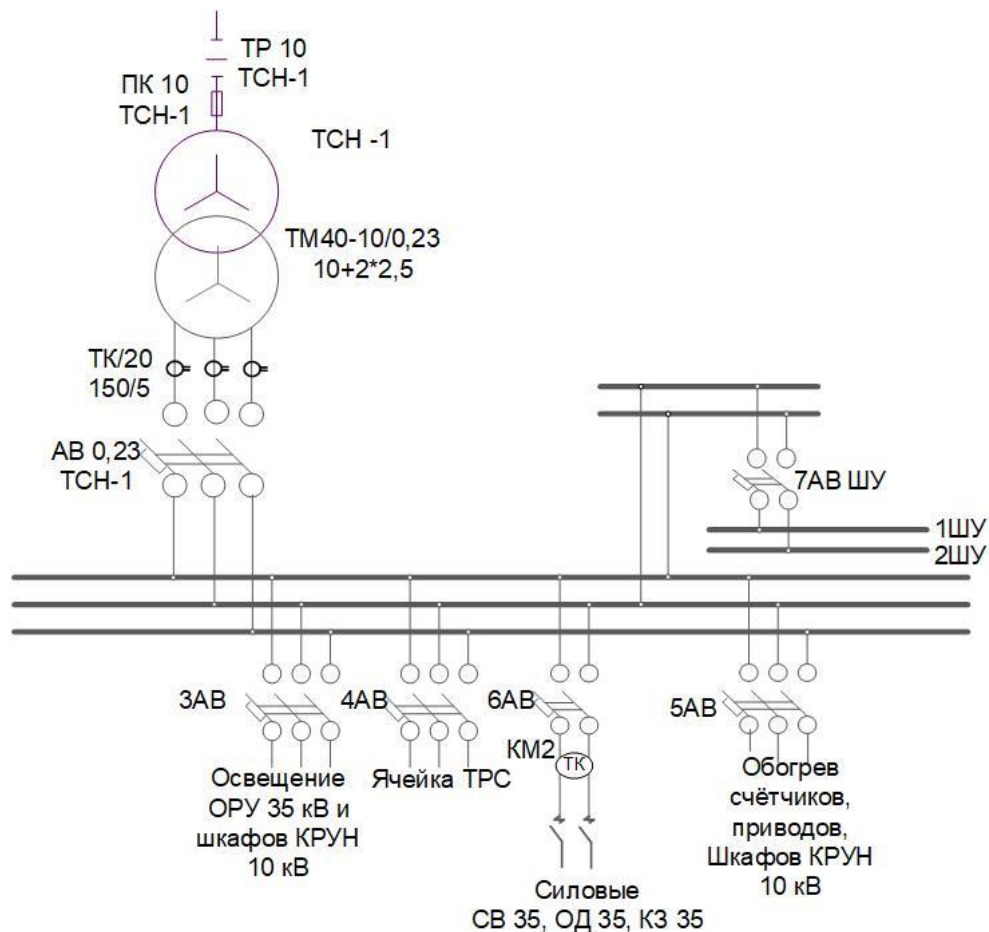 ТР 10
ТСН-1
ПК 10
ТСН-1
ТСН -1
ТМ40-10/0,23
10+2*2,5
ТК/20
150/5
АВ 0,23
ТСН-1
7АВ ШУ
1ШУ
2ШУ
3АВ
4АВ
6АВ
5АВ
КМ2
ТК
Освещение
ОРУ 35 кВ и
шкафов КРУН
10 кВ
Ячейка ТРС
Обогрев
счётчиков,
приводов,
Шкафов КРУН
10 кВ
Силовые
СВ 35, ОД 35, КЗ 35